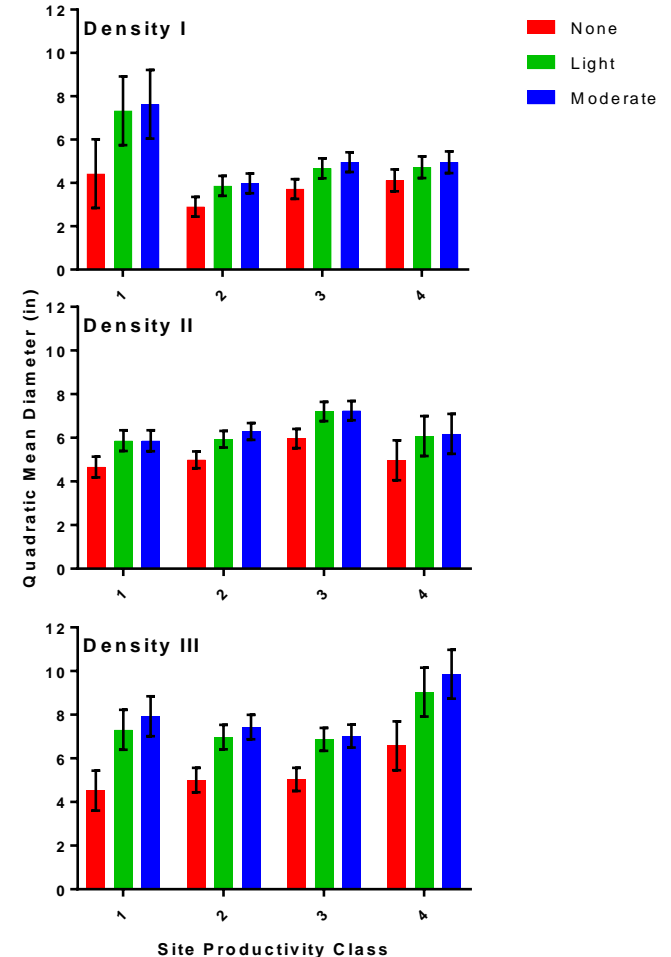 Density I
12
10
8
6
4
2
0
1 2 3 4
None
Light
Moderate
Quadratic Mean Diameter (in)
Density II
12
10
8
6
4
2
0
1 2 3 4
Density III
12
10
8
6
4
2
0
1 2 3 4
Site Productivity Class